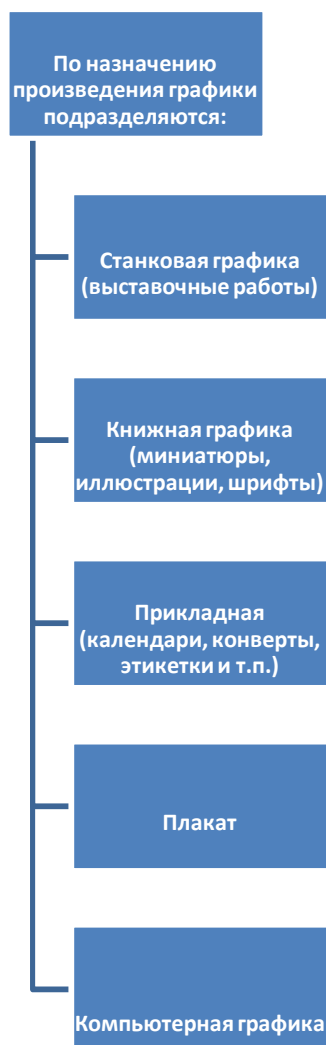 По назначению
произведения графики
подразделяются:
Станковая графика
(выставочные работы)
Книжная графика
(миниатюры,
иллюстрации, шрифты)
Прикладная
(календари, конверты,
этикетки и т.п.)
Плакат
Компьютерная графика